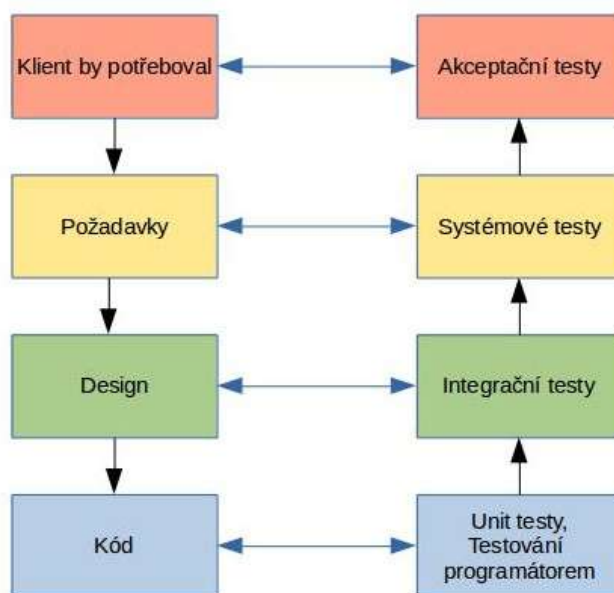 Klient by potřeboval
Akceptační testy
Požadavky
Systémové testy
Design
Integrační testy
Kód
Unit testy,
Testování
programátorem